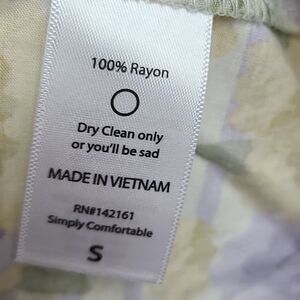 100% Rayon
Dry Clean only
or you'll be sad
MADE IN VIETNAM
RN#142161
Simply Comfortable
S